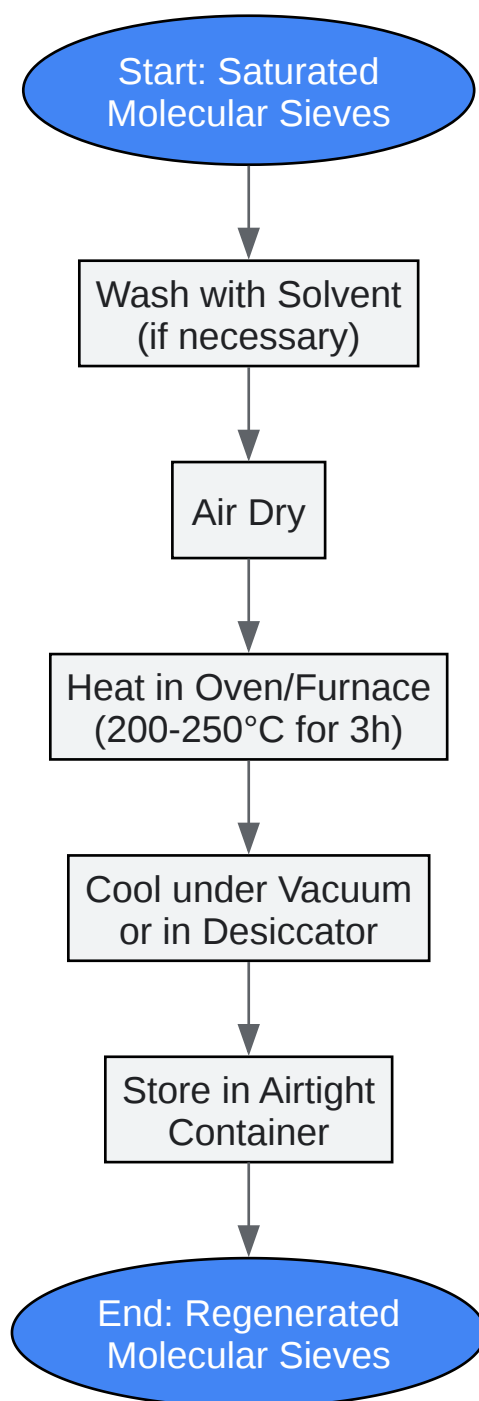 Start: Saturated
Molecular Sieves
Wash with Solvent
(if necessary)
Air Dry
Heat in Oven/Furnace
(200-250°C for 3h)
Cool under Vacuum
or in Desiccator
Store in Airtight
Container
End: Regenerated
Molecular Sieves